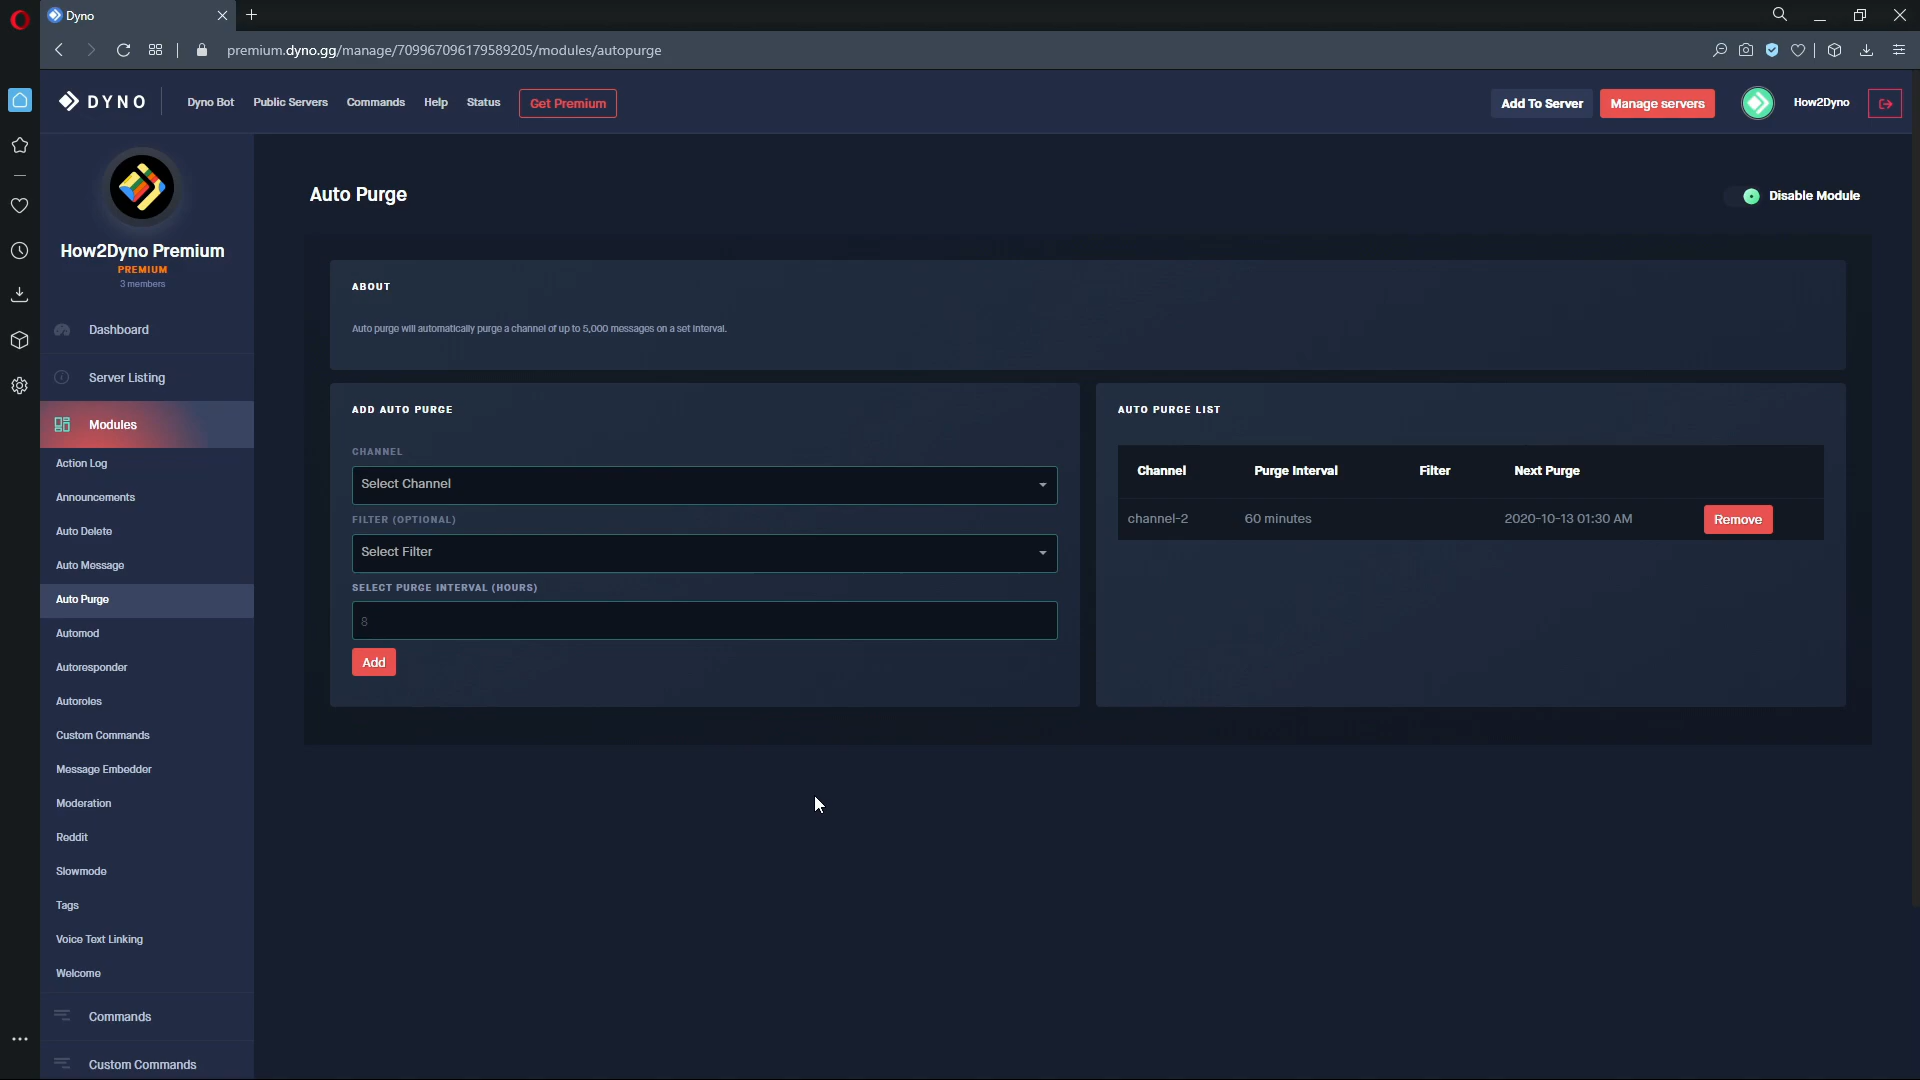 Dyno
premium.dyno.gg/manage/709967096179589205/modules/autopurge
DYNO
Dyno Bot
Public Servers
Commands
Help
Status
Get Premium
Add To Server
Manage servers
How2Dyno
How2Dyno Premium
PREMIUM
3 members
Dashboard
Server Listing
Modules
Action Log
Announcements
Auto Delete
Auto Message
Auto Purge
Automod
Autoresponder
Autoroles
Custom Commands
Message Embedder
Moderation
Reddit
Slowmode
Tags
Voice Text Linking
Welcome
Commands
Custom Commands
Auto Purge
Disable Module
ABOUT
Auto purge will automatically purge a channel of up to 5,000 messages on a set interval.
ADD AUTO PURGE
CHANNEL
Select Channel
FILTER (OPTIONAL)
Select Filter
SELECT PURGE INTERVAL (HOURS)
8
Add
AUTO PURGE LIST
Channel Purge Interval Filter Next Purge
channel-2 60 minutes 2020-10-13 01:30 AM Remove